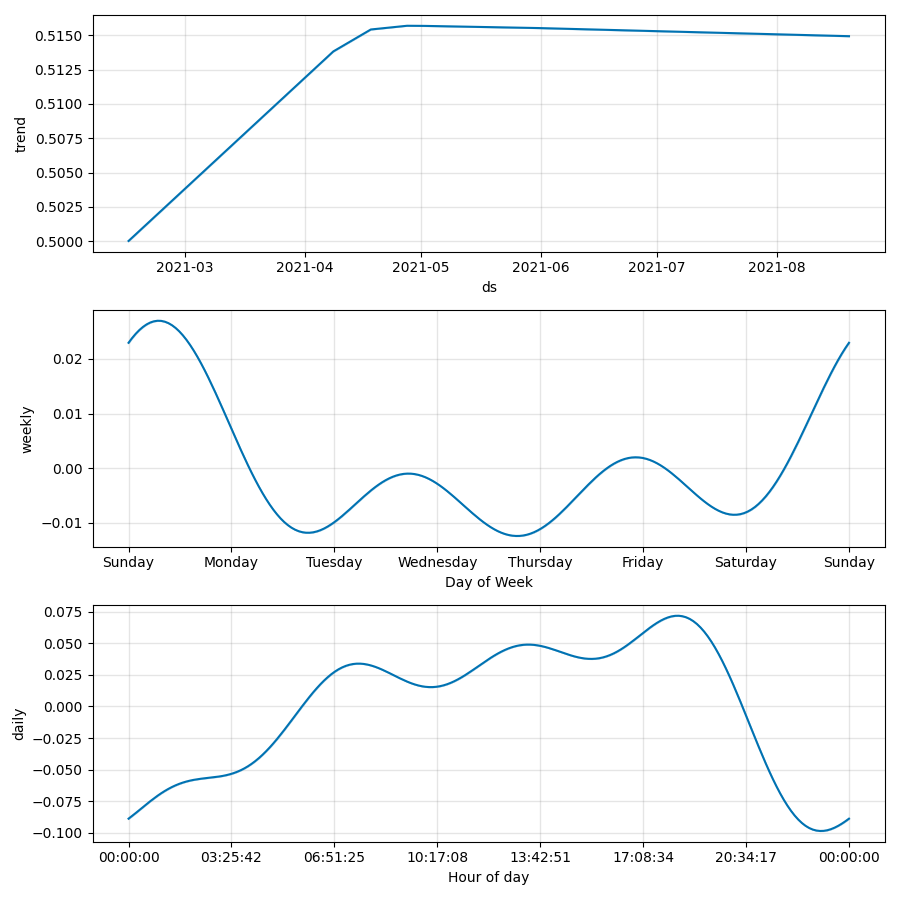 trend
0.5150
0.5125
0.5100
0.5075
0.5050
0.5025
0.5000
2021-03 2021-04 2021-05 2021-06 2021-07 2021-08
ds
weekly
0.02
0.01
0.00
−0.01
Sunday Monday Tuesday Wednesday Thursday Friday Saturday Sunday
Day of Week
daily
0.075
0.050
0.025
0.000
−0.025
−0.050
−0.075
−0.100
00:00:00 03:25:42 06:51:25 10:17:08 13:42:51 17:08:34 20:34:17 00:00:00
Hour of day